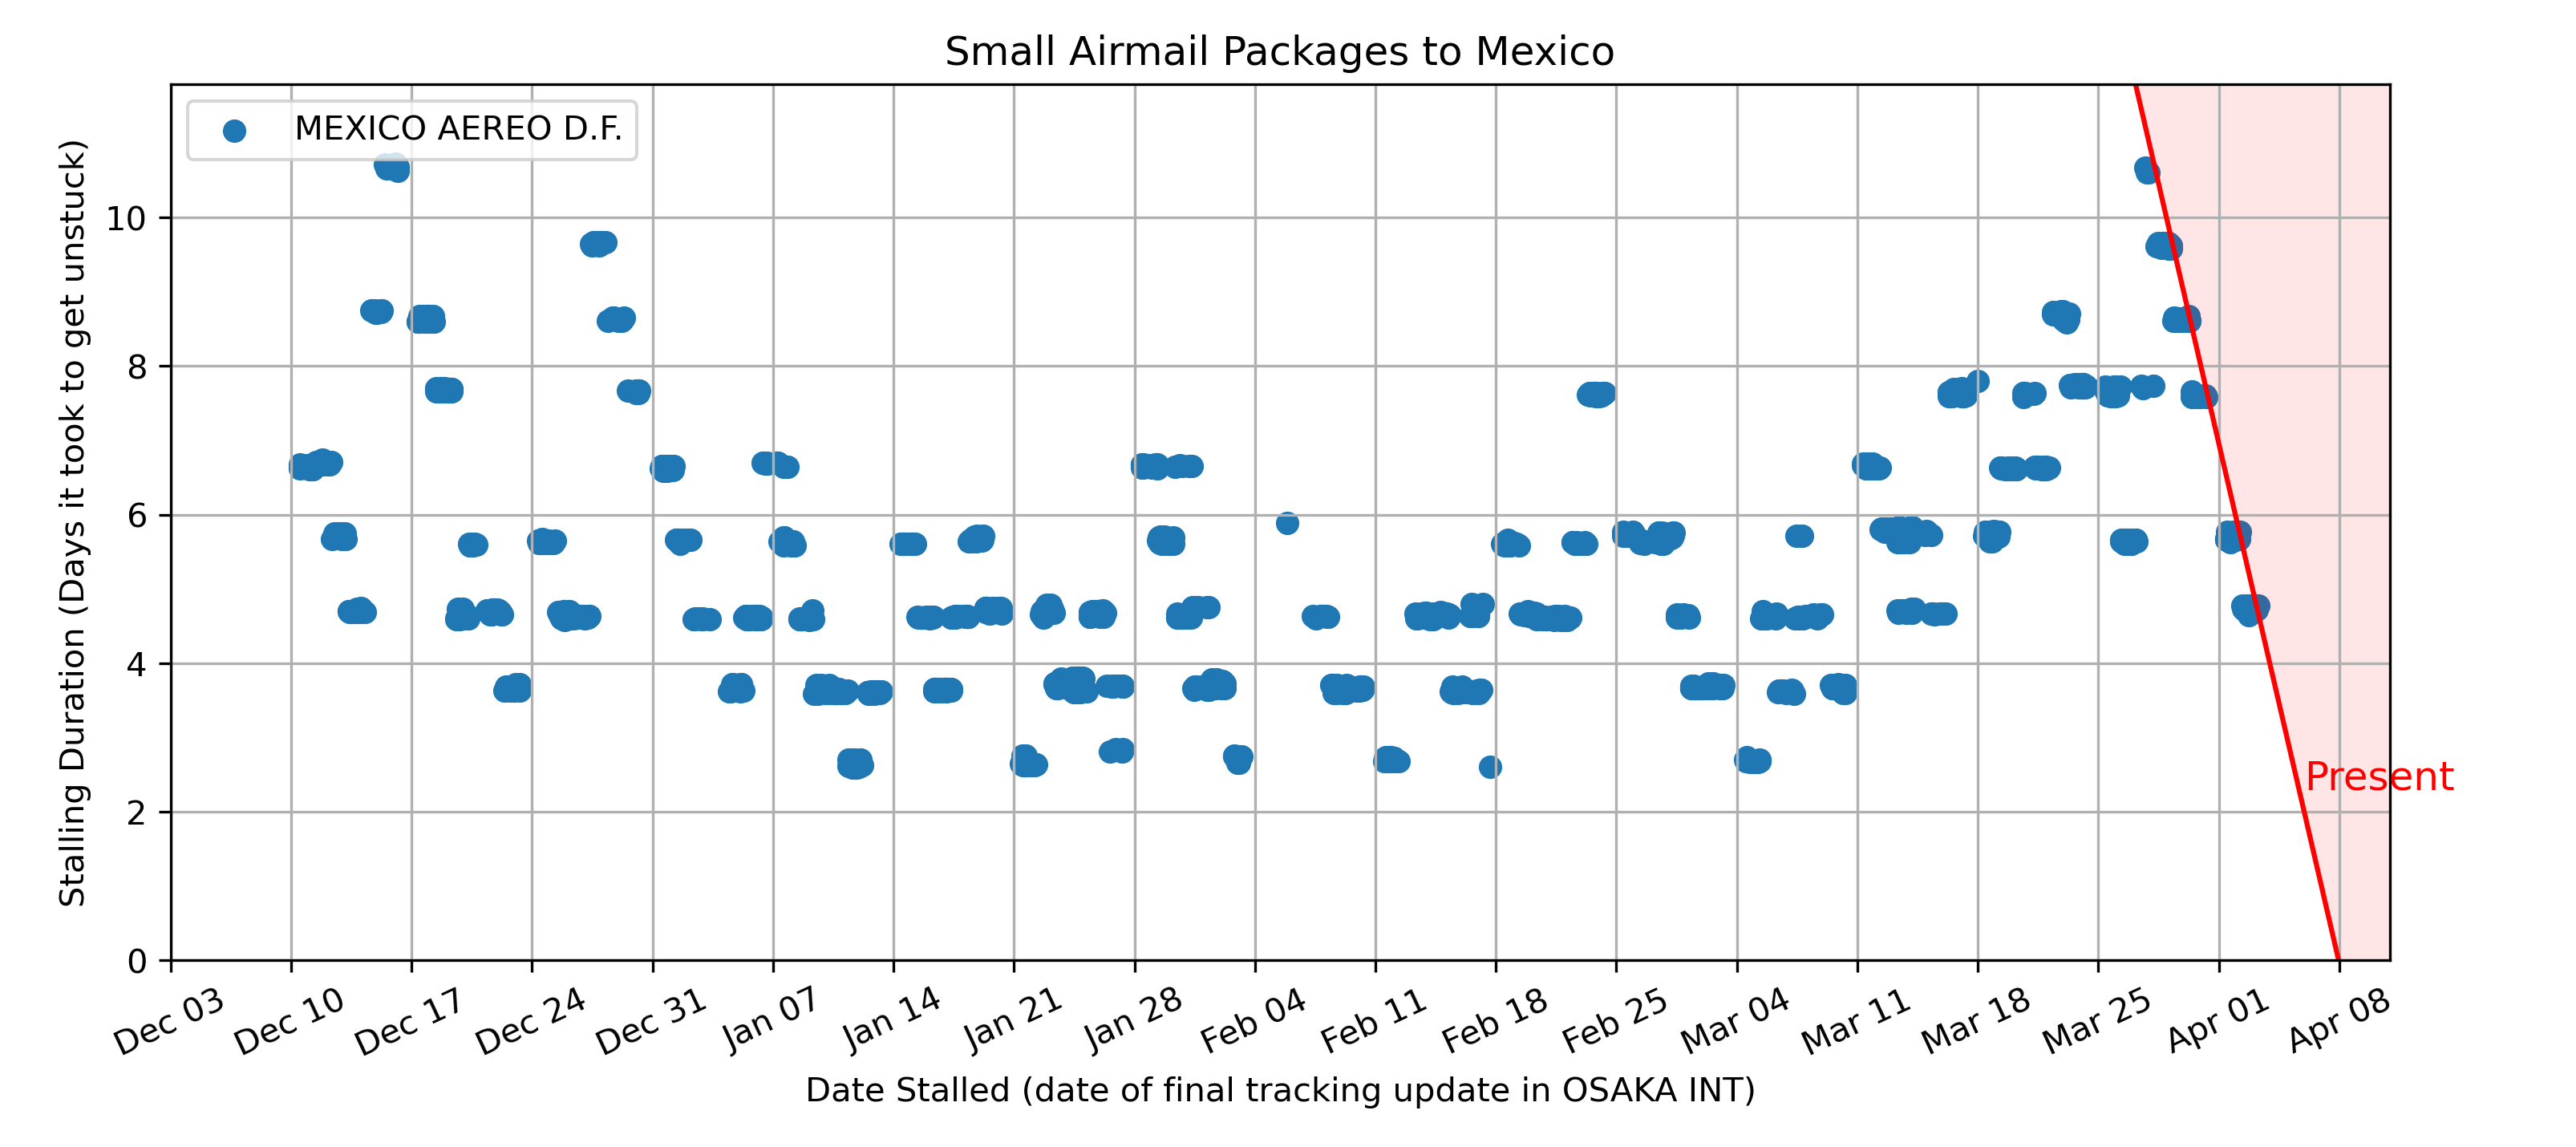 Small Airmail Packages to Mexico
MEXICO AEREO D.F.
Stalling Duration (Days it took to get unstuck)
10
8
6
4
2
0
Present
Dec 03
Dec 10
Dec 17
Dec 24
Dec 31
Jan 07
Jan 14
Jan 21
Jan 28
Feb 04
Feb 11
Feb 18
Feb 25
Mar 04
Mar 11
Mar 18
Mar 25
Apr 01
Apr 08
Date Stalled (date of final tracking update in OSAKA INT)